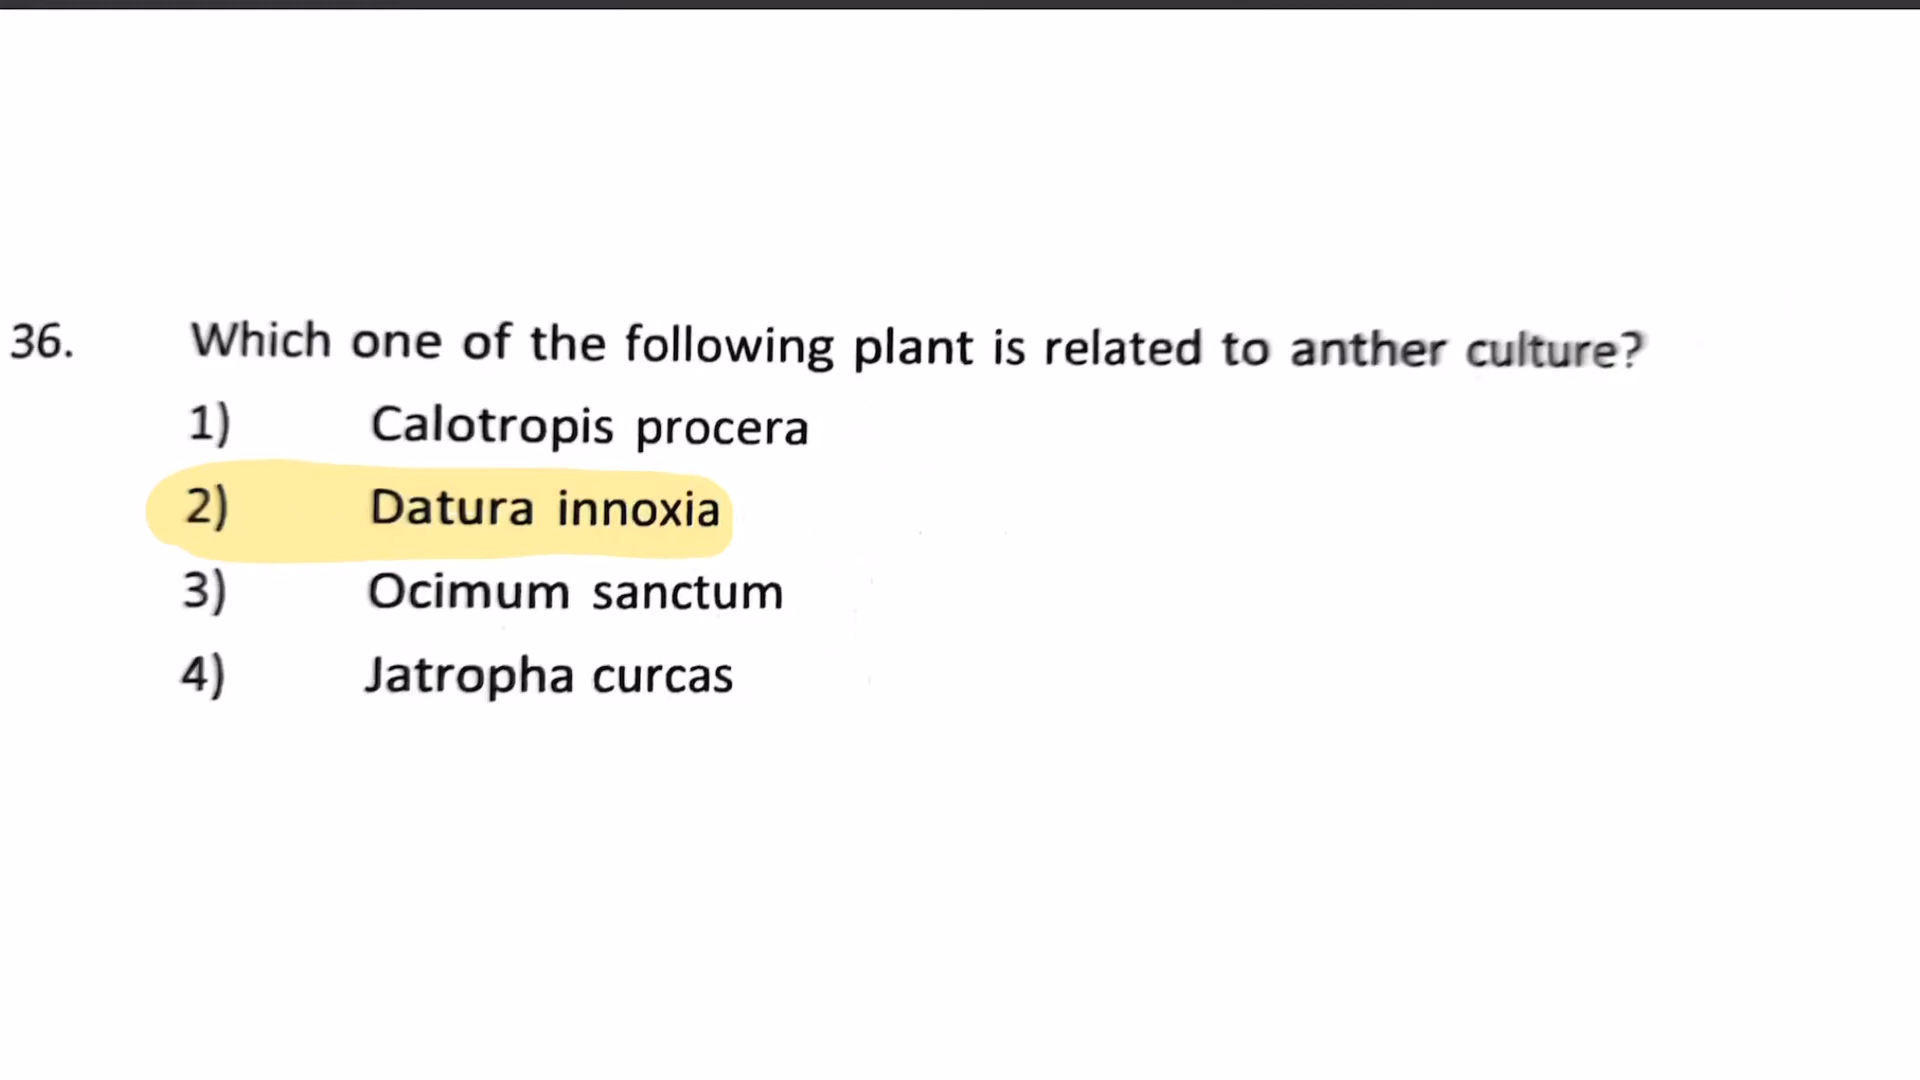 36. Which one of the following plant is related to anther culture?
1) Calotropis procera
2) Datura innoxia
3) Ocimum sanctum
4) Jatropha curcas